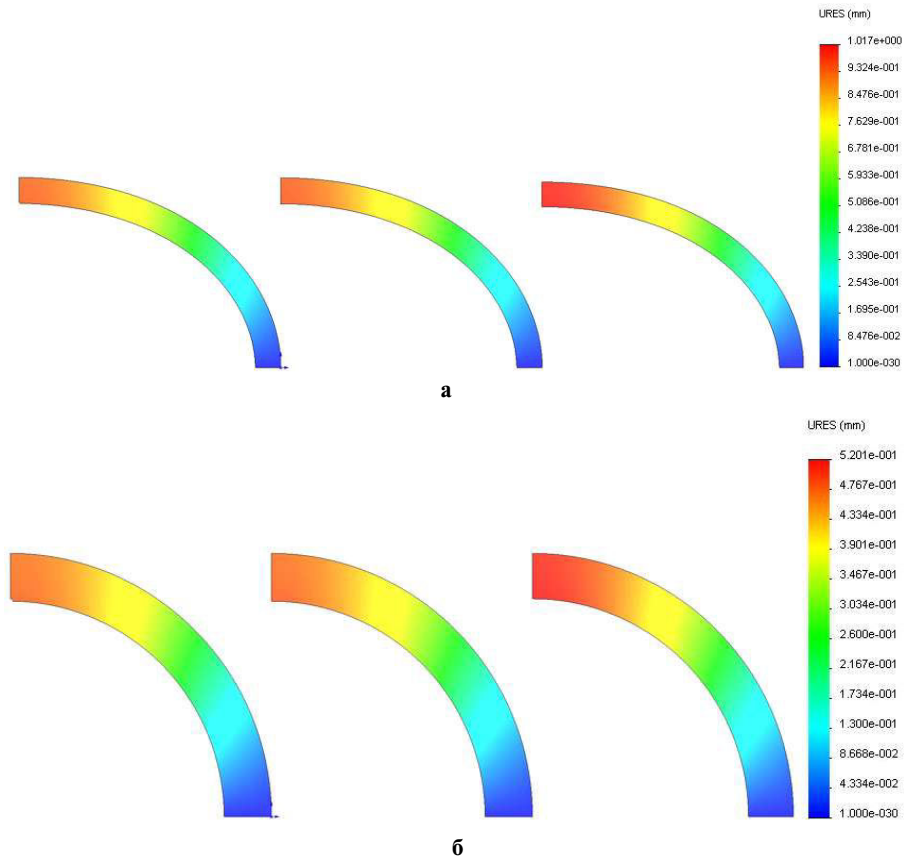 URES (mm)
1.017e+000
9.324e-001
8.476e-001
7.629e-001
6.781e-001
5.933e-001
5.086e-001
4.238e-001
3.390e-001
2.543e-001
1.695e-001
8.476e-002
1.000e-030
а
URES (mm)
5.201e-001
4.767e-001
4.334e-001
3.901e-001
3.467e-001
3.034e-001
2.600e-001
2.167e-001
1.734e-001
1.300e-001
8.668e-002
4.334e-002
1.000e-030
б